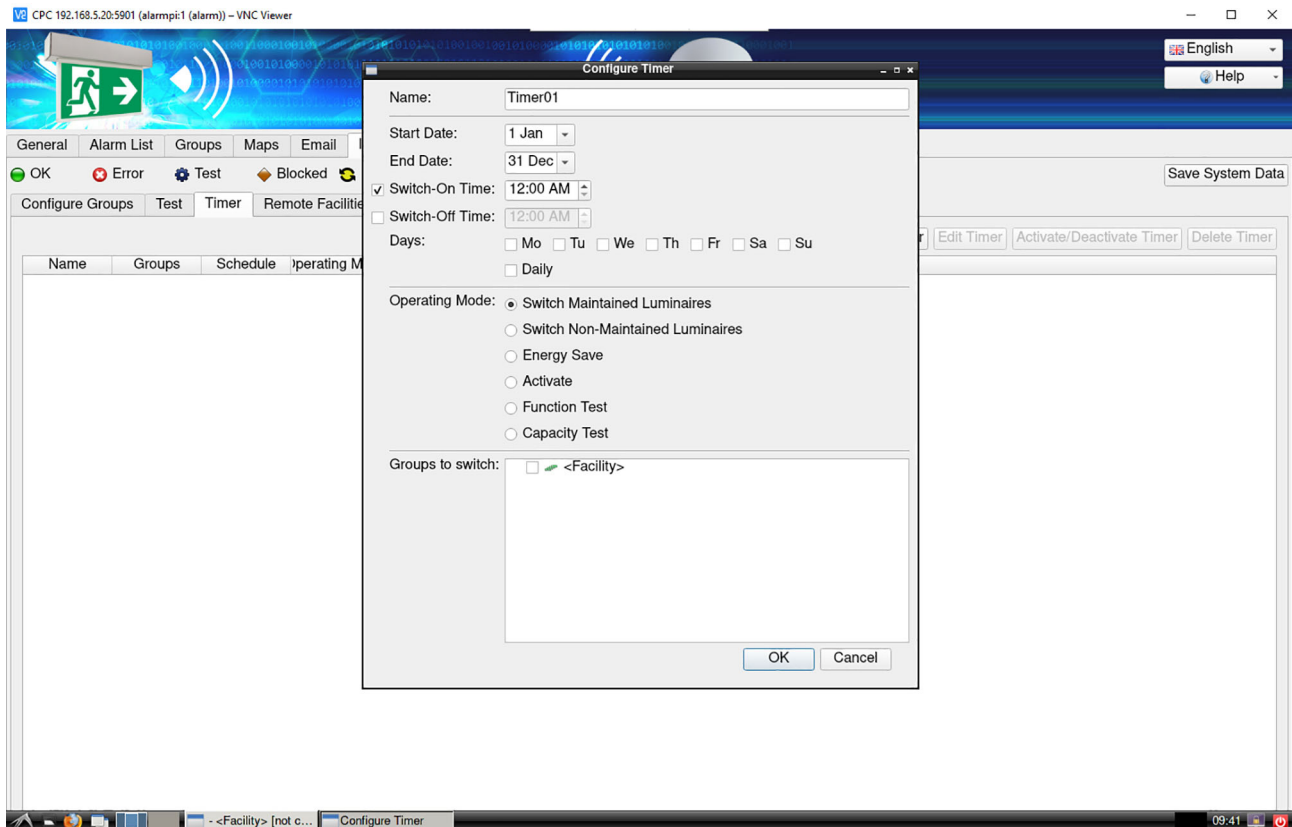 CPC 192.168.5.20:5901 (alarmpi:1 (alarm)) – VNC Viewer
English
Help
Configure Timer
Name: Timer01
Start Date: 1 Jan
End Date: 31 Dec
Switch-On Time: 12:00 AM
Switch-Off Time: 12:00 AM
Days: Mo Tu We Th Fr Sa Su
Daily
Operating Mode: Switch Maintained Luminaires
Switch Non-Maintained Luminaires
Energy Save
Activate
Function Test
Capacity Test
Groups to switch: <Facility>
OK Cancel
General Alarm List Groups Maps Email
OK Error Test Blocked Save System Data
Configure Groups Test Timer Remote Facilitie
Edit Timer Activate/Deactivate Timer Delete Timer
Name Groups Schedule Operating M
- <Facility> [not c... Configure Timer 09:41